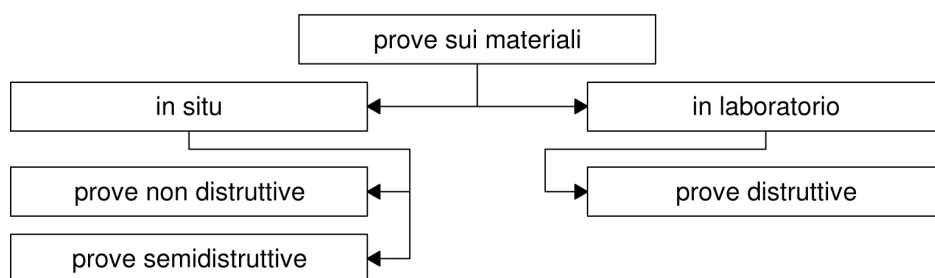 prove sui materiali
in situ
in laboratorio
prove non distruttive
prove distruttive
prove semidistruttive